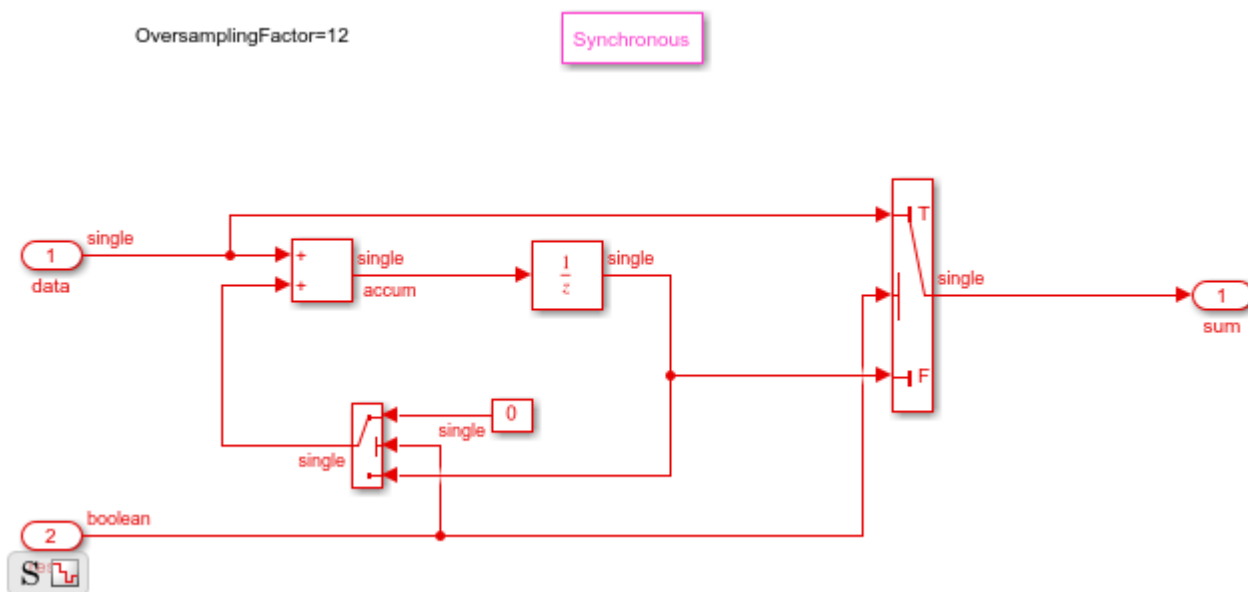 OversamplingFactor=12
Synchronous
T
single
1
data
+
+
single
accum
1
z
single
single
1
sum
F
0
single
single
boolean
2
S